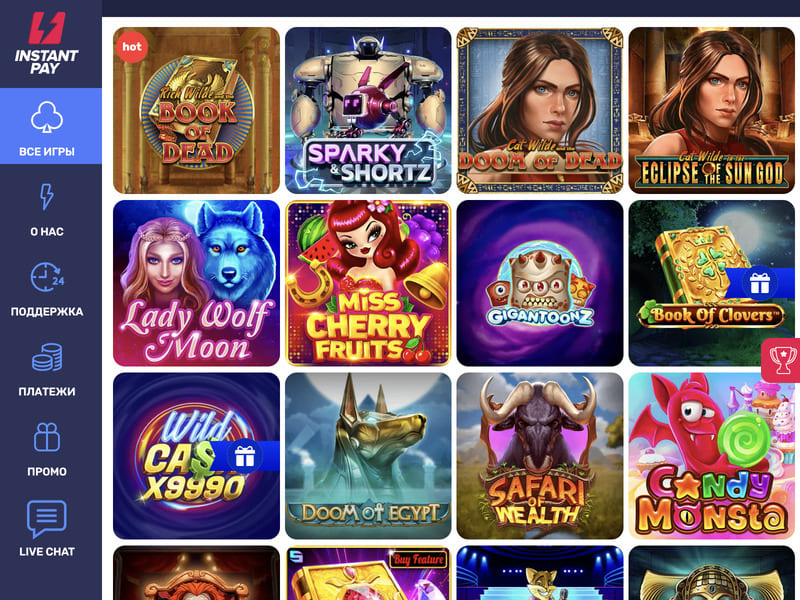 INSTANT
PAY
ВСЕ ИГРЫ
О НАС
24
ПОДДЕРЖКА
ПЛАТЕЖИ
ПРОМО
LIVE CHAT
hot
Rich Wilde and the
BOOK
OF
DEAD
SPARKY
& SHORTZ
Cat Wilde and the
DOOM OF DEAD
Cat Wilde in the
ECLIPSE OF THE SUN GOD
Lady Wolf
Moon
MISS
CHERRY
FRUITS
GIGANTOONZ
Book Of Clovers™
Wild
CA$H
X9990
DOOM OF EGYPT
SAFARI
OF
WEALTH
CANDY
MONSTA
Buy Feature